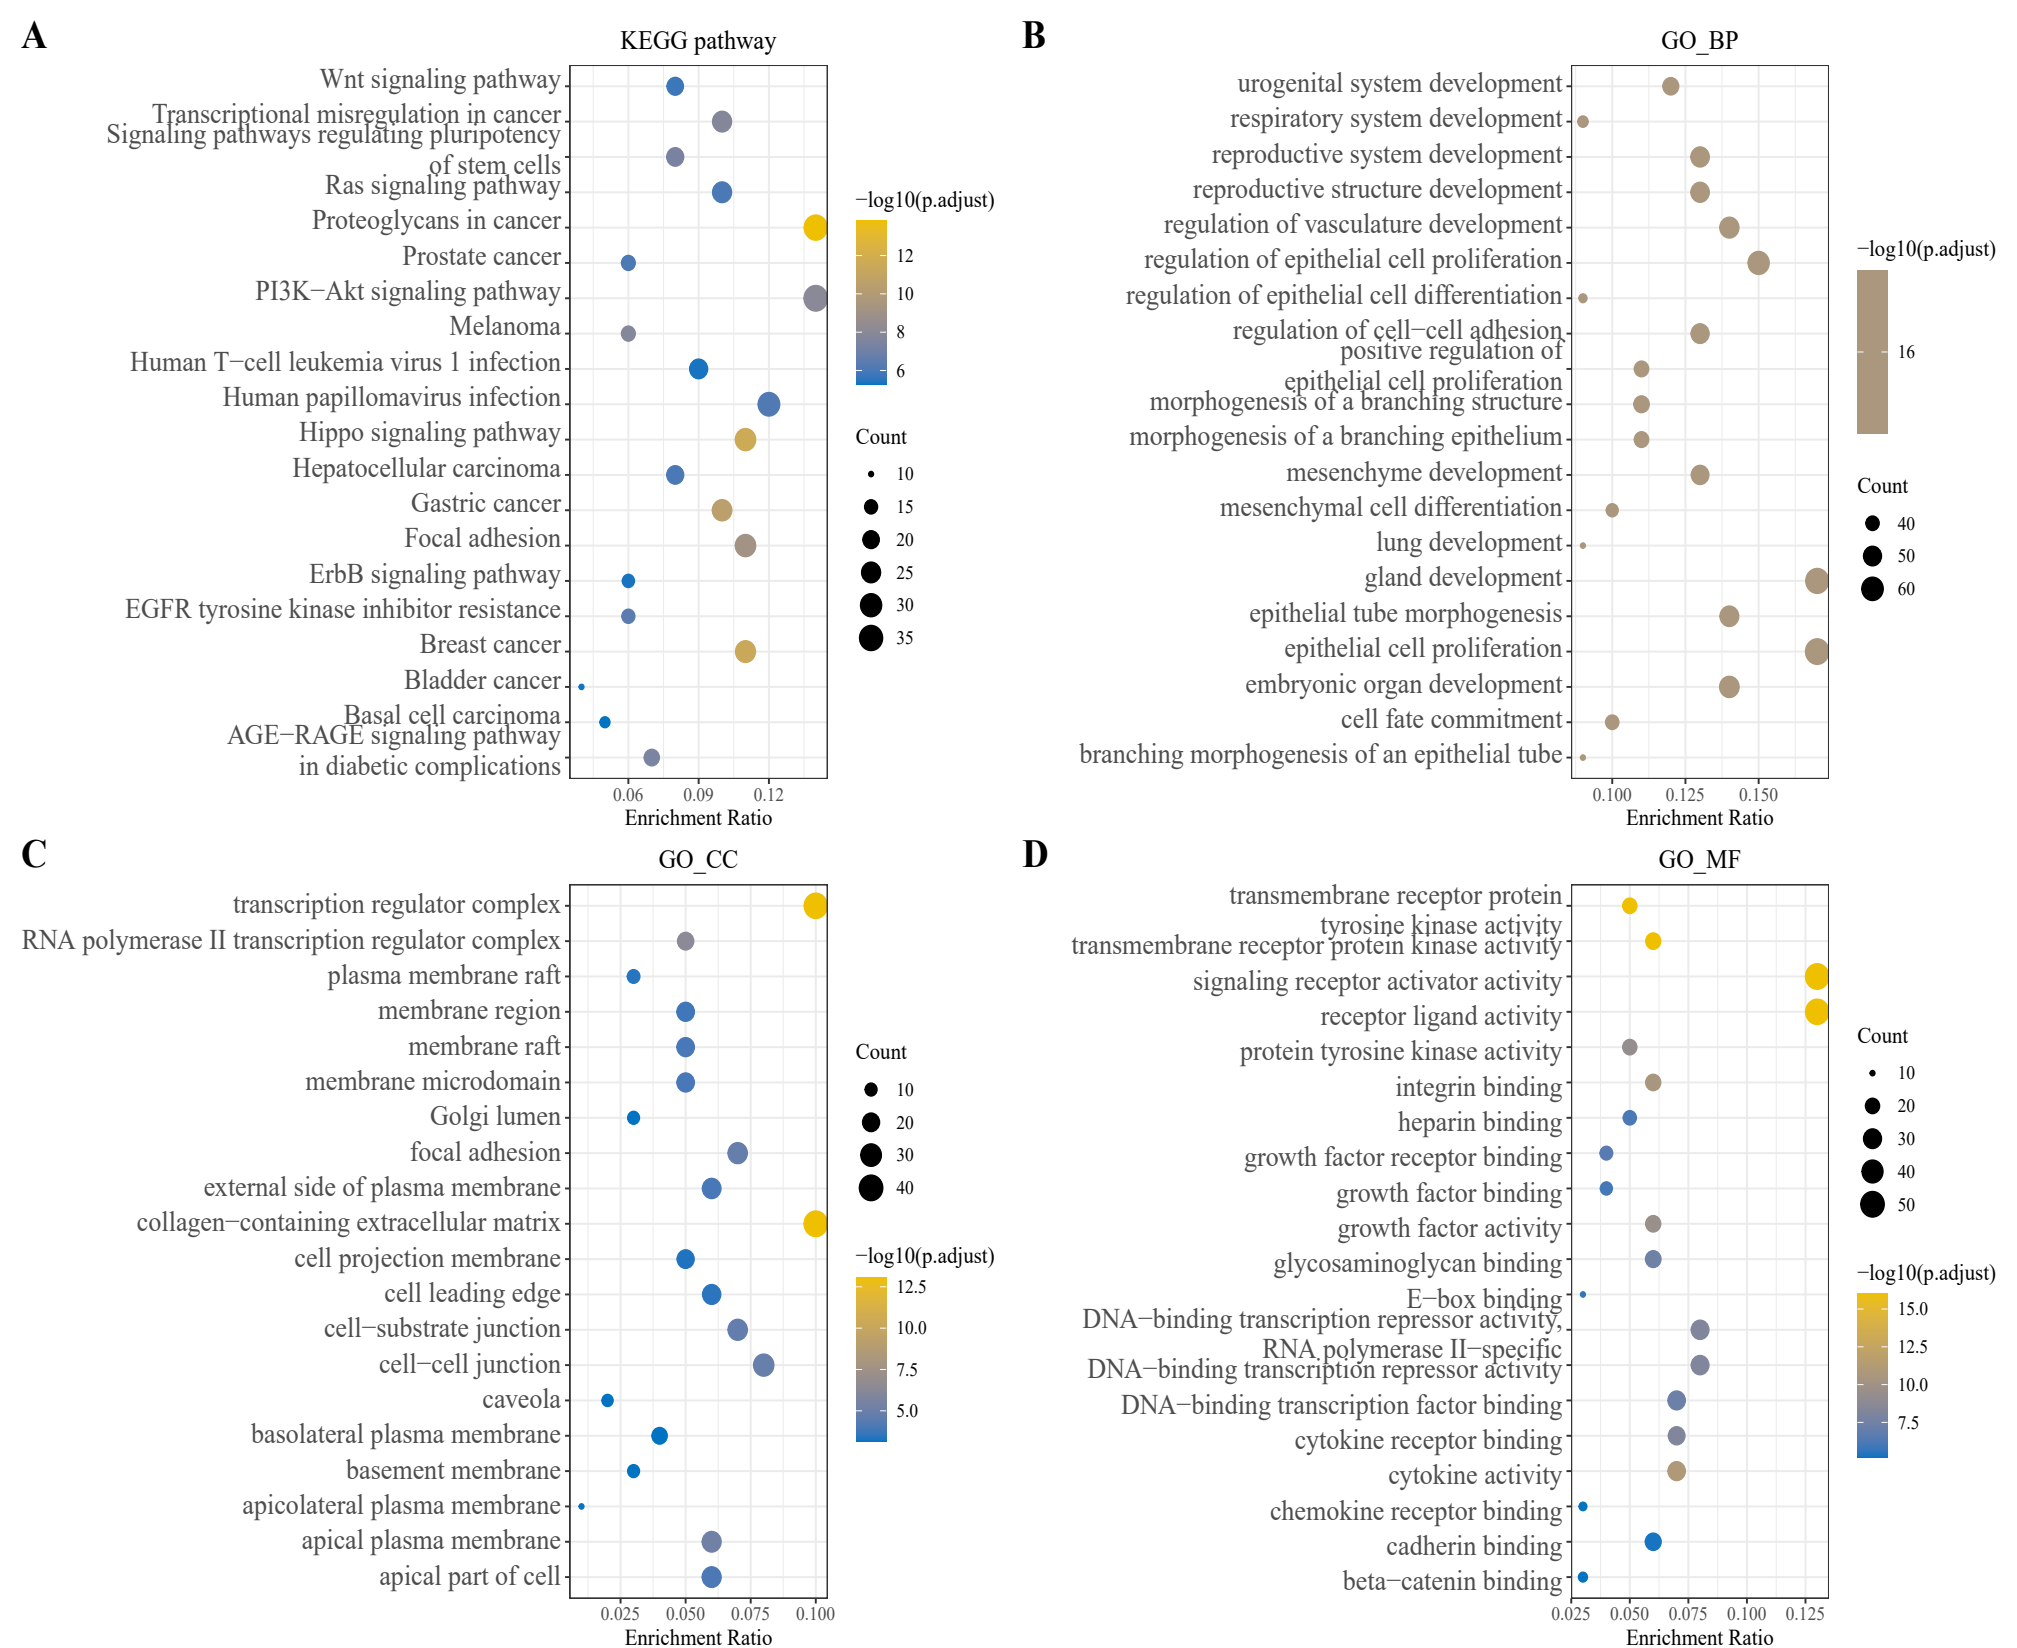 A
KEGG pathway
Wnt signaling pathway
Transcriptional misregulation in cancer
Signaling pathways regulating pluripotency
of stem cells
Ras signaling pathway
Proteoglycans in cancer
Prostate cancer
PI3K−Akt signaling pathway
Melanoma
Human T−cell leukemia virus 1 infection
Human papillomavirus infection
Hippo signaling pathway
Hepatocellular carcinoma
Gastric cancer
Focal adhesion
ErbB signaling pathway
EGFR tyrosine kinase inhibitor resistance
Breast cancer
Bladder cancer
Basal cell carcinoma
AGE−RAGE signaling pathway
in diabetic complications
0.06 0.09 0.12
Enrichment Ratio
−log10(p.adjust)
12
10
8
6
Count
10
15
20
25
30
35
B
GO_BP
urogenital system development
respiratory system development
reproductive system development
reproductive structure development
regulation of vasculature development
regulation of epithelial cell proliferation
regulation of epithelial cell differentiation
regulation of cell−cell adhesion
positive regulation of
epithelial cell proliferation
morphogenesis of a branching structure
morphogenesis of a branching epithelium
mesenchyme development
mesenchymal cell differentiation
lung development
gland development
epithelial tube morphogenesis
epithelial cell proliferation
embryonic organ development
cell fate commitment
branching morphogenesis of an epithelial tube
0.100 0.125 0.150
Enrichment Ratio
−log10(p.adjust)
16
Count
40
50
60
C
GO_CC
transcription regulator complex
RNA polymerase II transcription regulator complex
plasma membrane raft
membrane region
membrane raft
membrane microdomain
Golgi lumen
focal adhesion
external side of plasma membrane
collagen−containing extracellular matrix
cell projection membrane
cell leading edge
cell−substrate junction
cell−cell junction
caveola
basolateral plasma membrane
basement membrane
apicolateral plasma membrane
apical plasma membrane
apical part of cell
0.025 0.050 0.075 0.100
Enrichment Ratio
Count
10
20
30
40
−log10(p.adjust)
12.5
10.0
7.5
5.0
D
GO_MF
transmembrane receptor protein
tyrosine kinase activity
transmembrane receptor protein kinase activity
signaling receptor activator activity
receptor ligand activity
protein tyrosine kinase activity
integrin binding
heparin binding
growth factor receptor binding
growth factor binding
growth factor activity
glycosaminoglycan binding
E−box binding
DNA−binding transcription repressor activity,
RNA polymerase II−specific
DNA−binding transcription repressor activity
DNA−binding transcription factor binding
cytokine receptor binding
cytokine activity
chemokine receptor binding
cadherin binding
beta−catenin binding
0.025 0.050 0.075 0.100 0.125
Enrichment Ratio
Count
10
20
30
40
50
−log10(p.adjust)
15.0
12.5
10.0
7.5